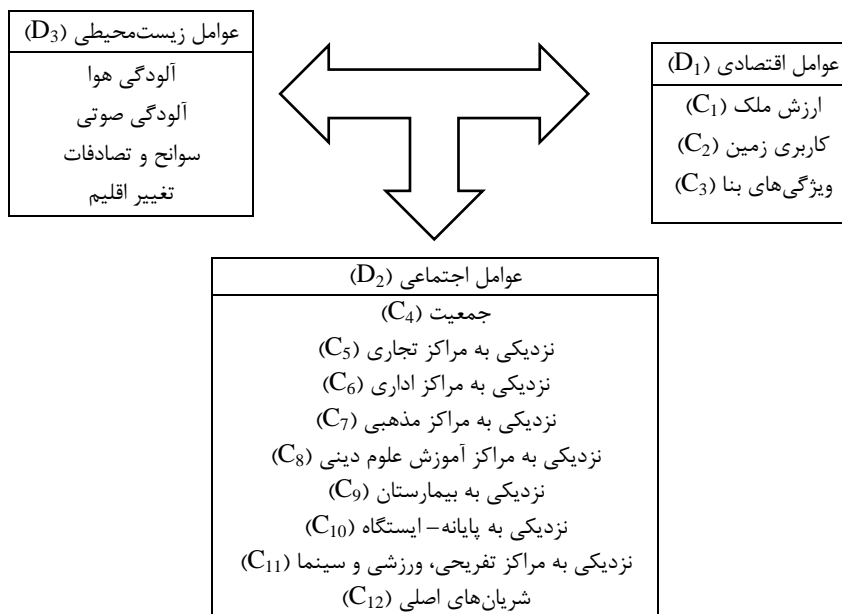 عوامل اقتصادی (D1)
ارزش ملک (C1)
کاربری زمین (C2)
ویژگی‌های بنا (C3)
عوامل زیست‌محیطی (D3)
آلودگی هوا
آلودگی صوتی
سوانح و تصادفات
تغییر اقلیم
عوامل اجتماعی (D2)
جمعیت (C4)
نزدیکی به مراکز تجاری (C5)
نزدیکی به مراکز اداری (C6)
نزدیکی به مراکز مذهبی (C7)
نزدیکی به مراکز آموزش علوم دینی (C8)
نزدیکی به بیمارستان (C9)
نزدیکی به پایانه– ایستگاه (C10)
نزدیکی به مراکز تفریحی، ورزشی و سینما (C11)
شریان‌های اصلی (C12)